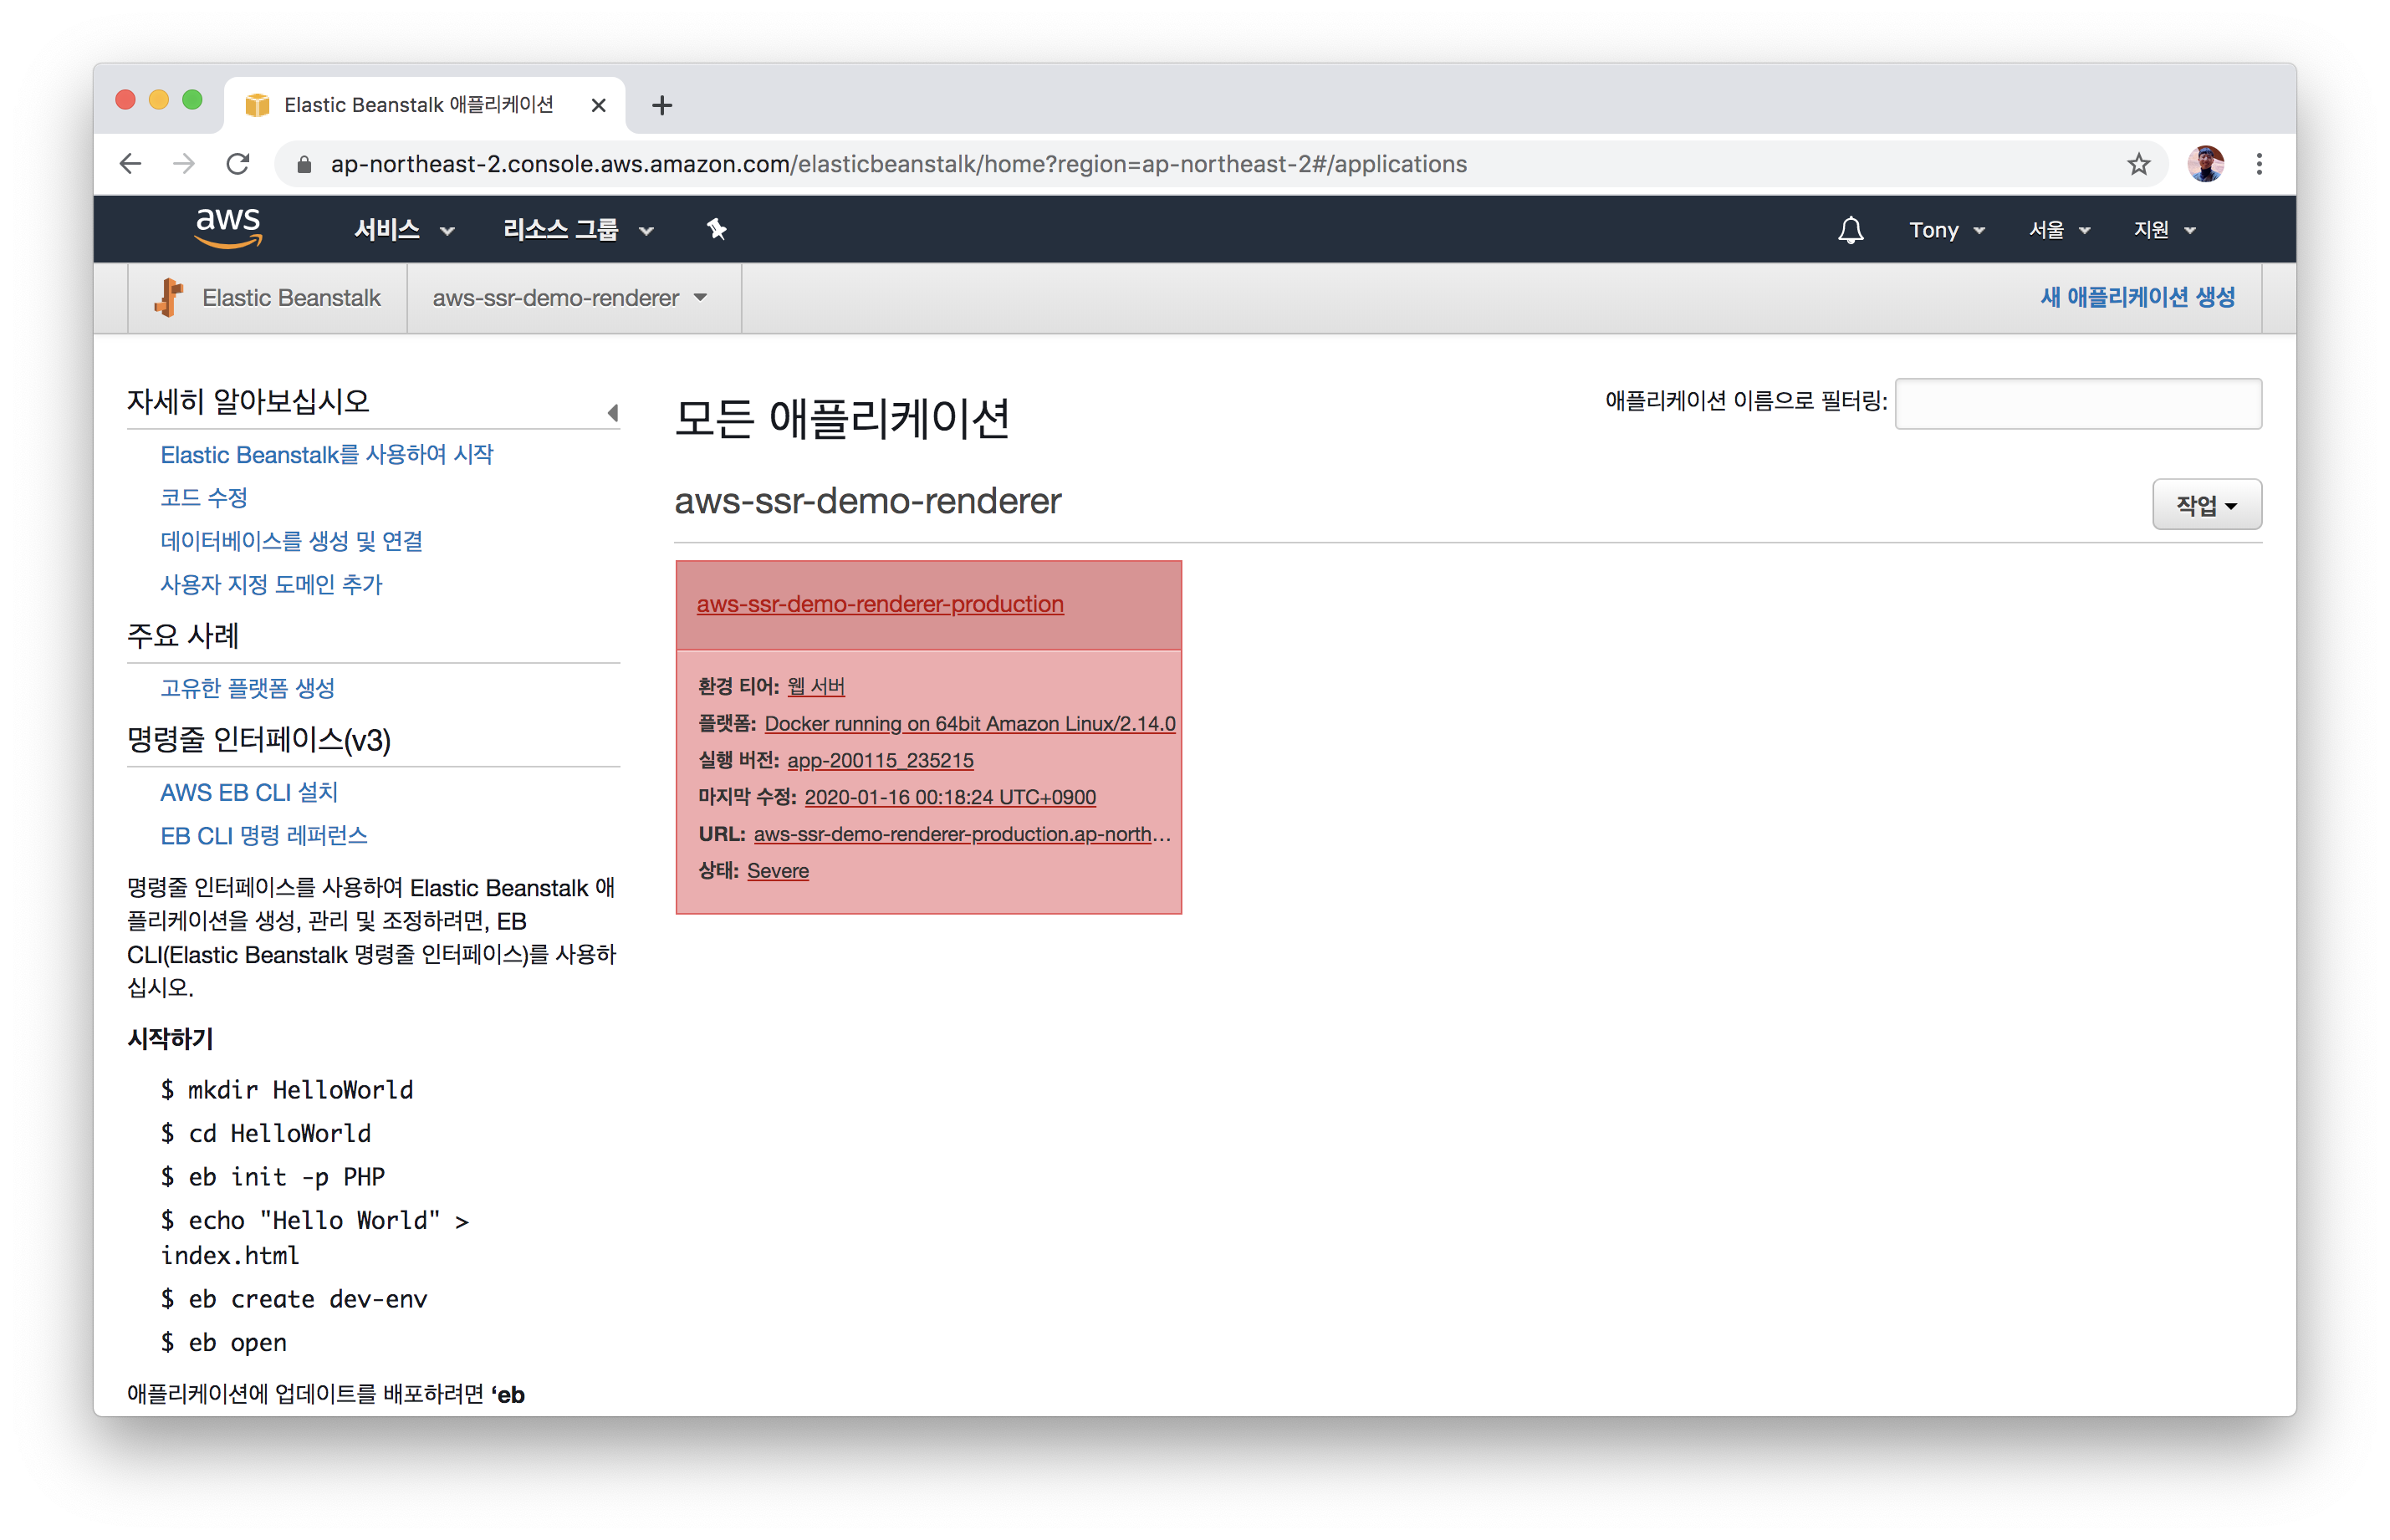 Elastic Beanstalk 애플리케이션
ap-northeast-2.console.aws.amazon.com/elasticbeanstalk/home?region=ap-northeast-2#/applications
aws 서비스 리소스 그룹 Tony 서울 지원
Elastic Beanstalk aws-ssr-demo-renderer 새 애플리케이션 생성
자세히 알아보십시오
Elastic Beanstalk를 사용하여 시작
코드 수정
데이터베이스를 생성 및 연결
사용자 지정 도메인 추가
주요 사례
고유한 플랫폼 생성
명령줄 인터페이스(v3)
AWS EB CLI 설치
EB CLI 명령 레퍼런스
명령줄 인터페이스를 사용하여 Elastic Beanstalk 애
플리케이션을 생성, 관리 및 조정하려면, EB
CLI(Elastic Beanstalk 명령줄 인터페이스)를 사용하
십시오.
시작하기
$ mkdir HelloWorld
$ cd HelloWorld
$ eb init -p PHP
$ echo "Hello World" >
index.html
$ eb create dev-env
$ eb open
애플리케이션에 업데이트를 배포하려면 ‘eb
모든 애플리케이션
애플리케이션 이름으로 필터링:
aws-ssr-demo-renderer
작업
aws-ssr-demo-renderer-production
환경 티어: 웹 서버
플랫폼: Docker running on 64bit Amazon Linux/2.14.0
실행 버전: app-200115_235215
마지막 수정: 2020-01-16 00:18:24 UTC+0900
URL: aws-ssr-demo-renderer-production.ap-north...
상태: Severe